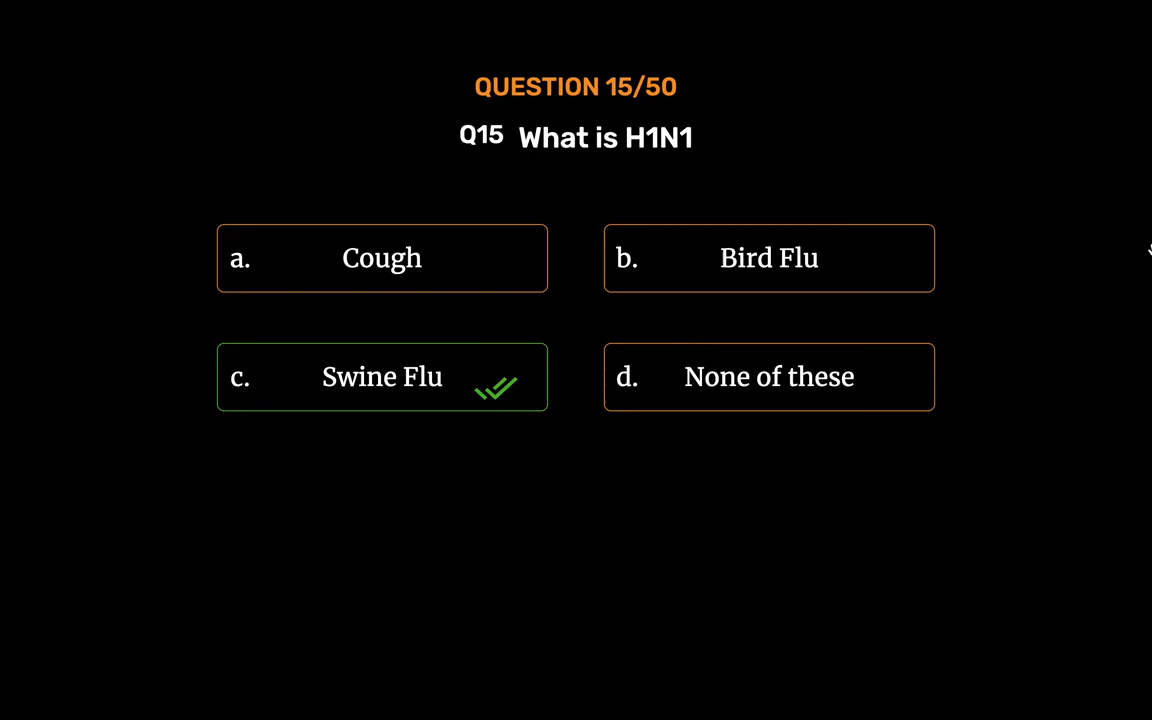 QUESTION 15/50
Q15 What is H1N1
a. Cough
b. Bird Flu
c. Swine Flu
d. None of these